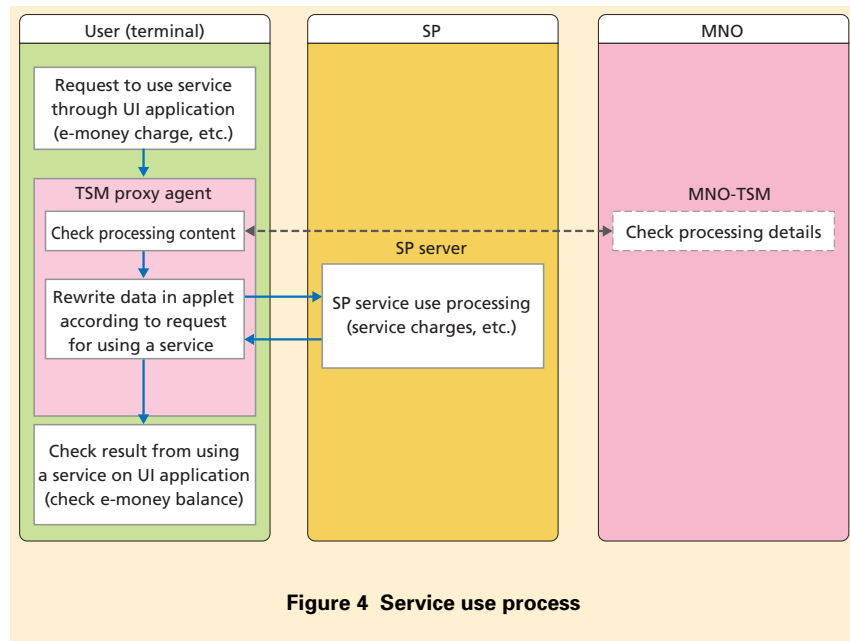 User (terminal)
SP
MNO
Request to use service
through UI application
(e-money charge, etc.)
TSM proxy agent
MNO-TSM
Check processing content
Check processing details
SP server
Rewrite data in applet
according to request
for using a service
SP service use processing
(service charges, etc.)
Check result from using
a service on UI application
(check e-money balance)
Figure 4 Service use process